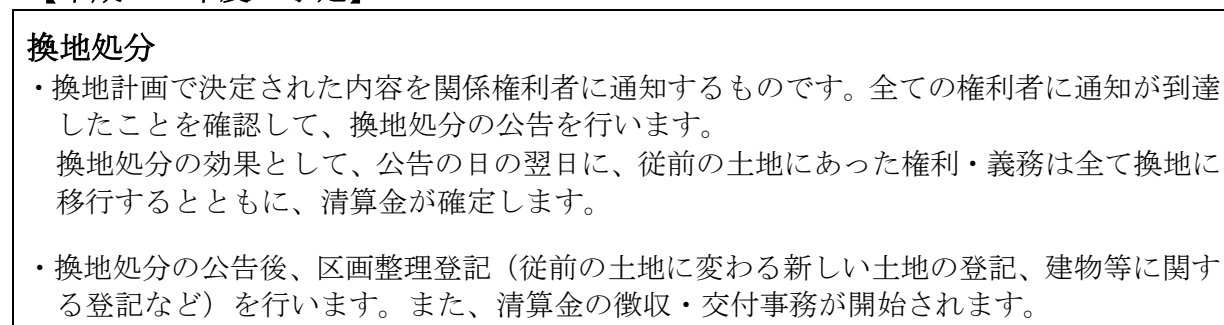 換地処分
・換地計画で決定された内容を関係権利者に通知するものです。全ての権利者に通知が到達
したことを確認して、換地処分の公告を行います。
換地処分の効果として、公告の日の翌日に、従前の土地にあった権利・義務は全て換地に
移行するとともに、清算金が確定します。
・換地処分の公告後、区画整理登記（従前の土地に変わる新しい土地の登記、建物等に関す
る登記など）を行います。また、清算金の徴収・交付事務が開始されます。